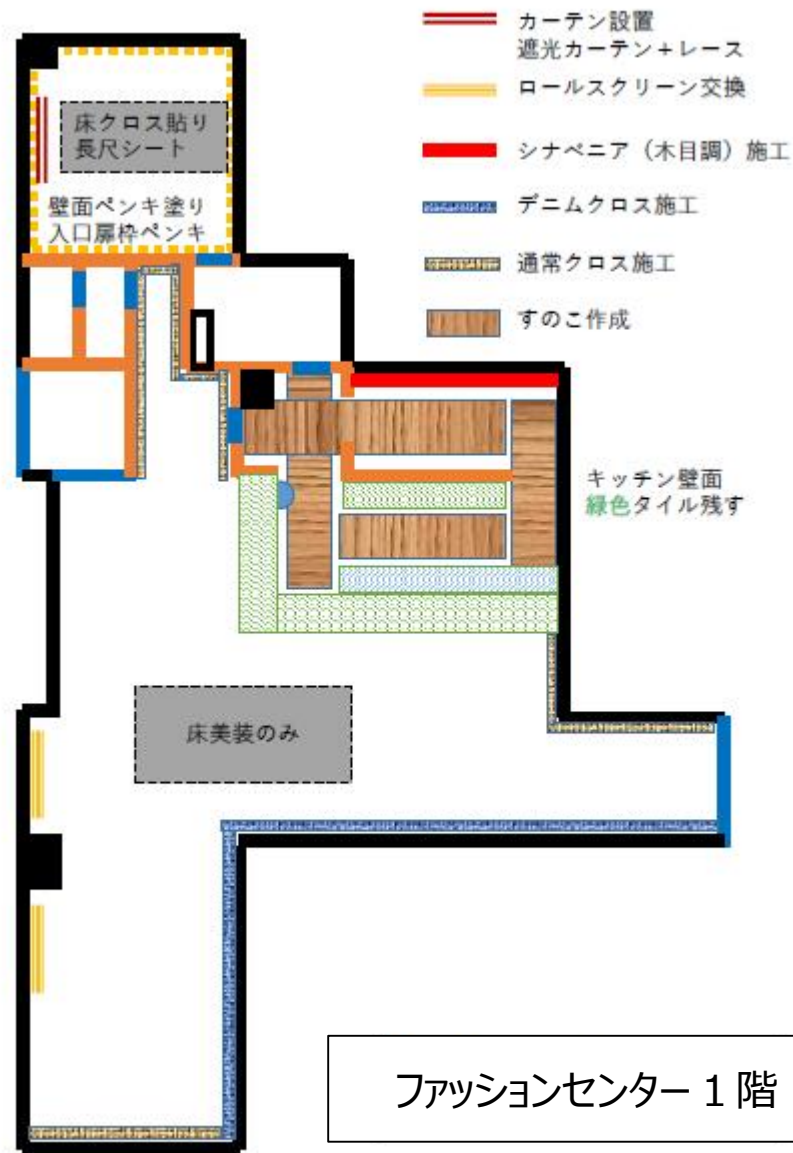 カーテン設置
遮光カーテン+レース
ロールスクリーン交換
シナベニア（木目調）施工
デニムクロス施工
通常クロス施工
すのこ作成
床クロス貼り
長尺シート
壁面ペンキ塗り
入口扉枠ペンキ
キッチン壁面
緑色タイル残す
床美装のみ
ファッションセンター１階